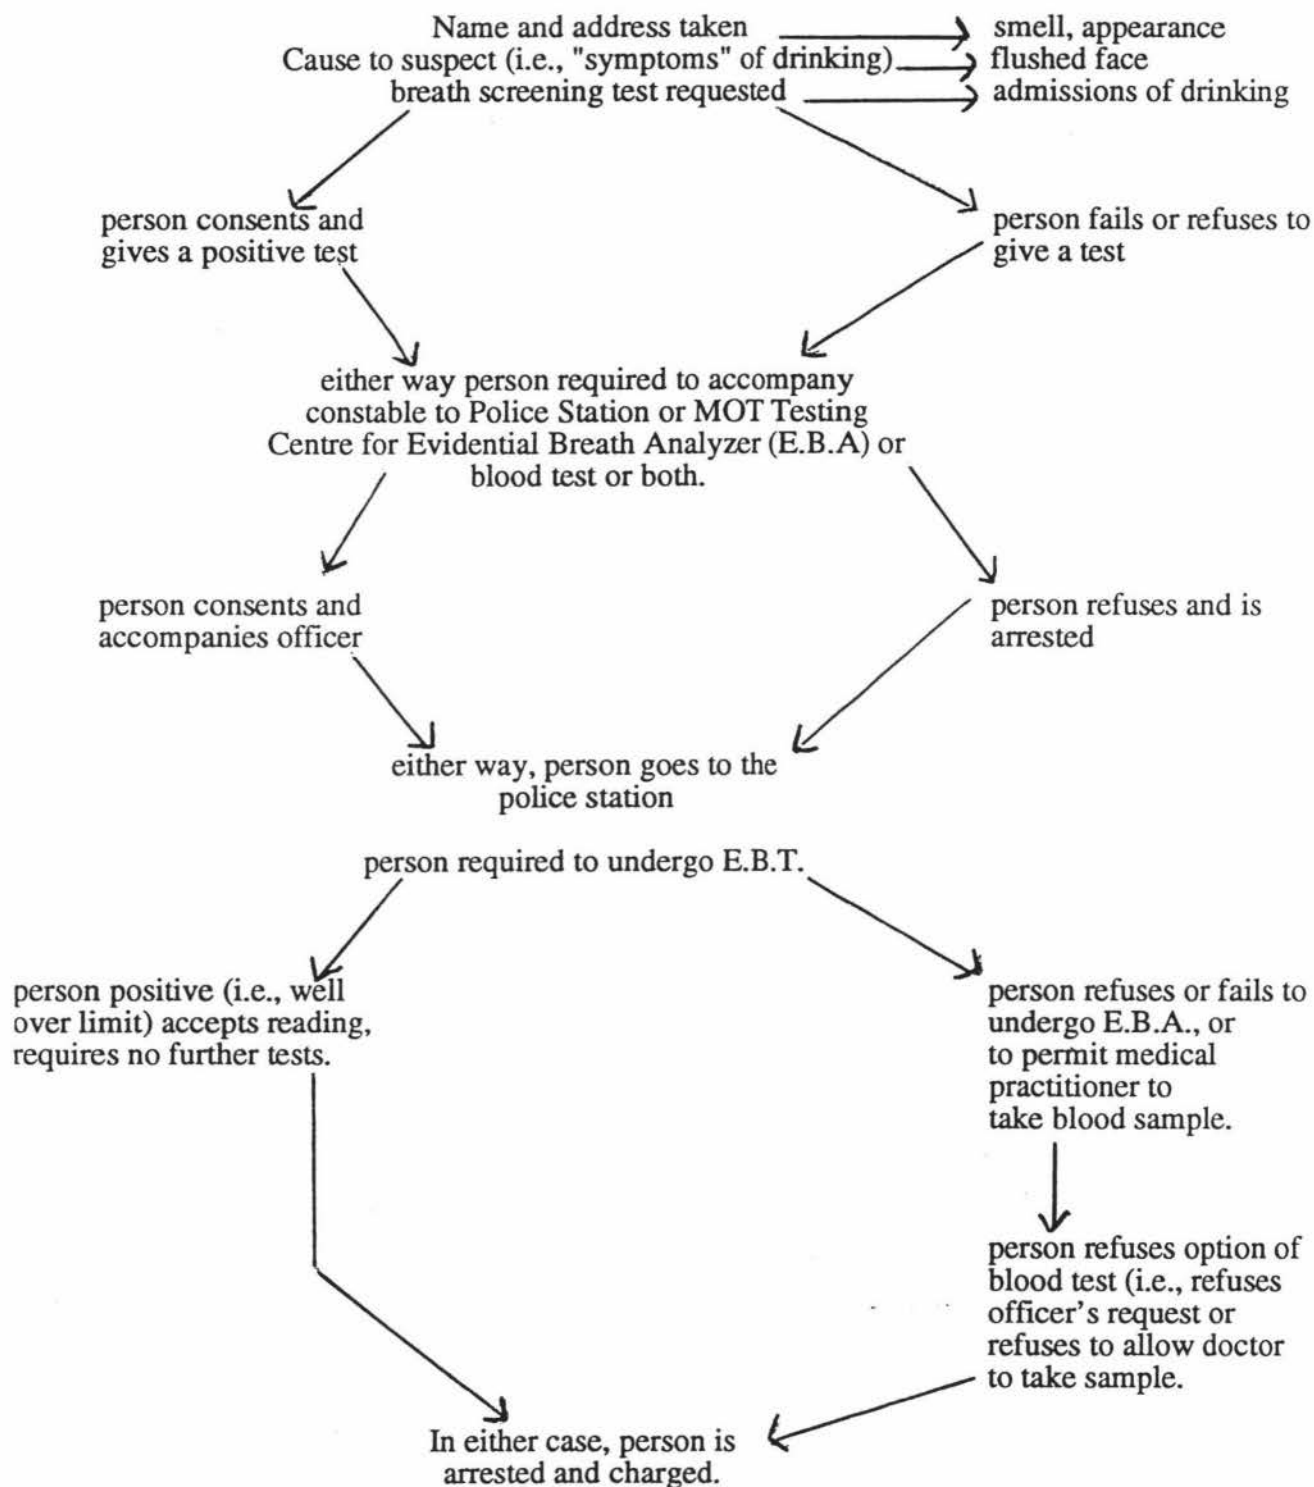 Name and address taken smell, appearance
Cause to suspect (i.e., "symptoms" of drinking) flushed face
breath screening test requested admissions of drinking
person consents and
gives a positive test
person fails or refuses to
give a test
either way person required to accompany
constable to Police Station or MOT Testing
Centre for Evidential Breath Analyzer (E.B.A) or
blood test or both.
person consents and
accompanies officer
person refuses and is
arrested
either way, person goes to the
police station
person required to undergo E.B.T.
person positive (i.e., well
over limit) accepts reading,
requires no further tests.
person refuses or fails to
undergo E.B.A., or
to permit medical
practitioner to
take blood sample.
person refuses option of
blood test (i.e., refuses
officer's request or
refuses to allow doctor
to take sample.
In either case, person is
arrested and charged.